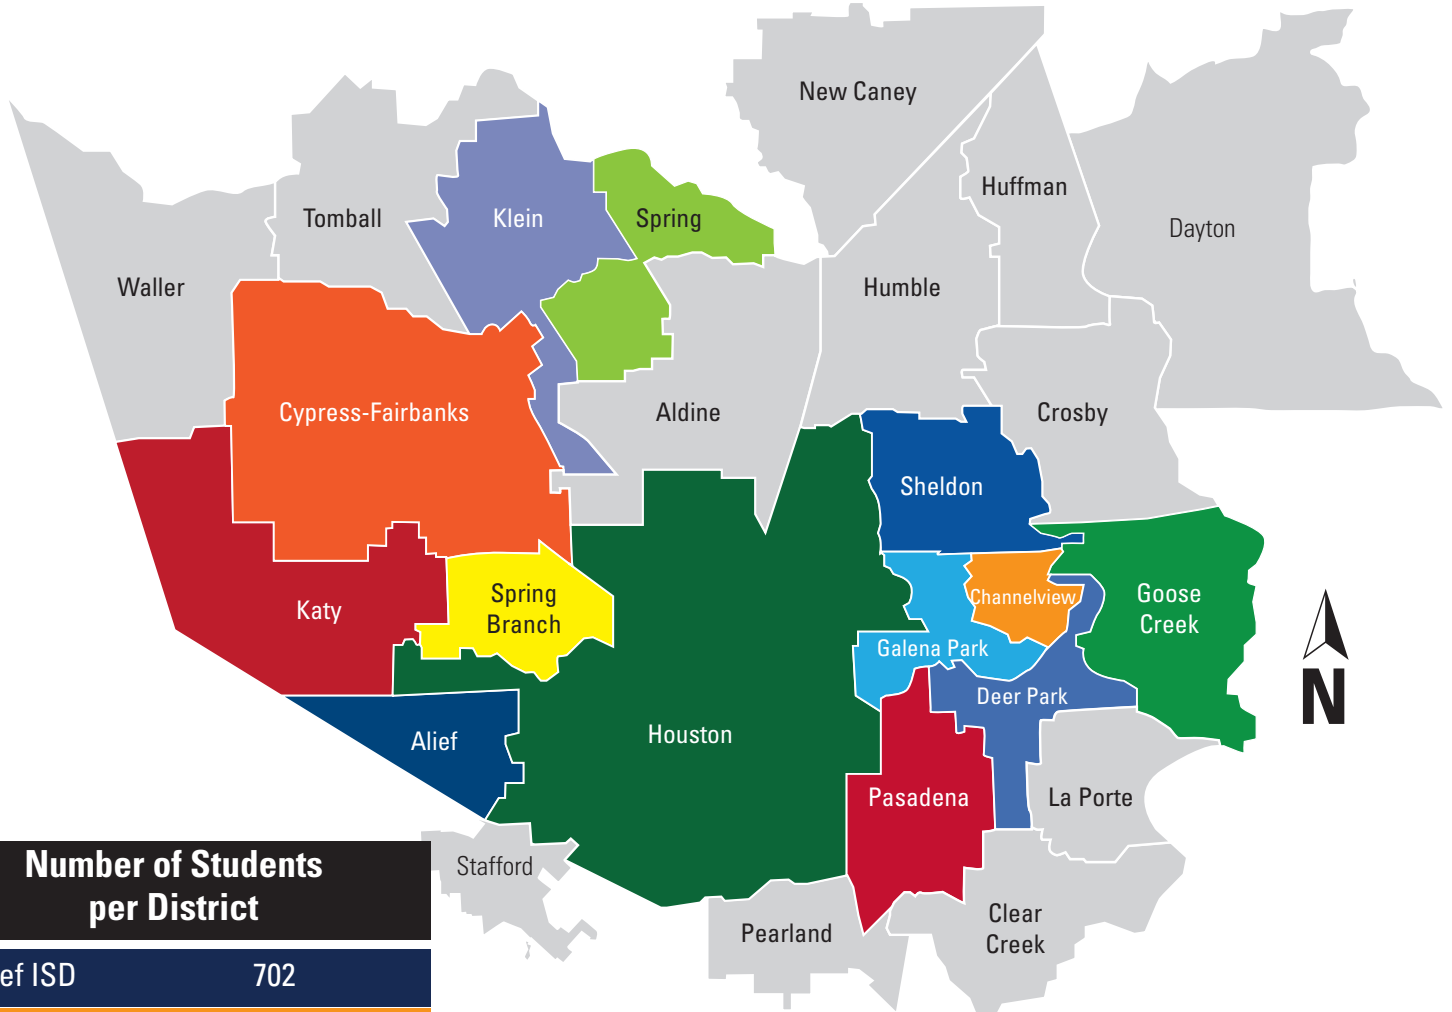 New Caney
Huffman
Tomball
Klein
Spring
Dayton
Waller
Humble
Cypress-Fairbanks
Aldine
Crosby
Sheldon
Spring
Branch
Katy
Channelview
Goose
Creek
Galena Park
Deer Park
Alief
Houston
N
Pasadena
La Porte
Stafford
Clear
Creek
Pearland
Number of Students
per District
ef ISD 702